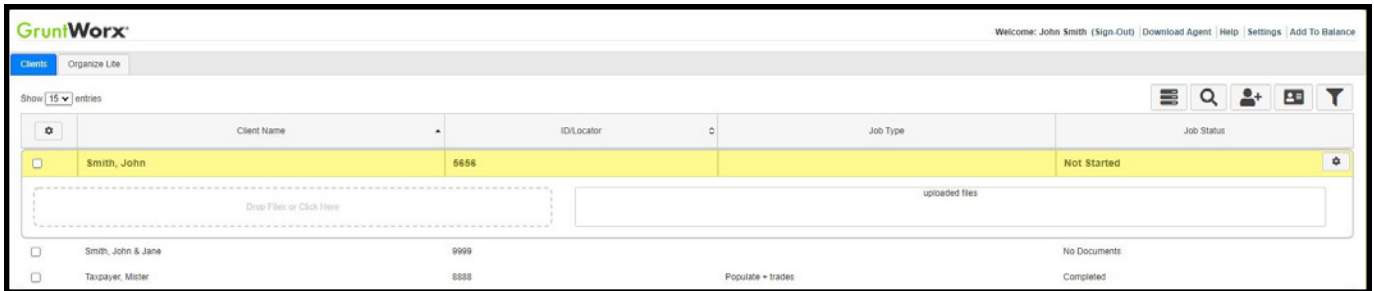 GruntWorx
Welcome: John Smith (Sign-Out) Download Agent Help Settings Add To Balance
Clients Organize Lite
Show 15 entries
Client Name ID/Locator Job Type Job Status
Smith, John 5656 Not Started
Drop Files or Click Here uploaded files
Smith, John & Jane 9999 No Documents
Taxpayer, Mister 8888 Populate + trades Completed